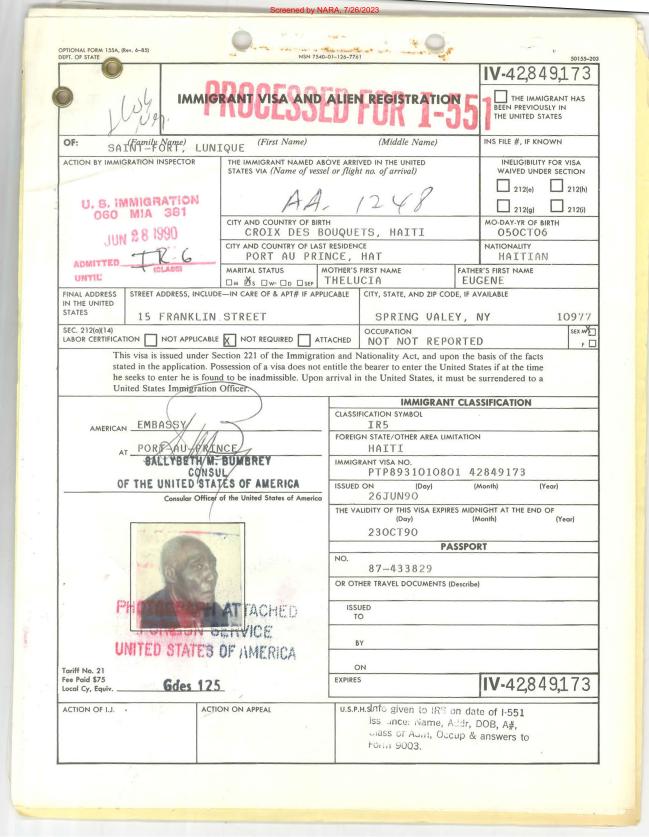 Screened by NARA, 7/26/2023
OPTIONAL FORM 155A, (Rev. 6-85)
DEPT. OF STATE
NSN 7540-01-126-7761
50155-203
IV-42,849,173
IMMIGRANT VISA AND ALIEN REGISTRATION
PROCESSED FOR I-551
THE IMMIGRANT HAS BEEN PREVIOUSLY IN THE UNITED STATES
OF: (Family Name) (First Name) (Middle Name)
SAINT-FORT, LUNIQUE
INS FILE #, IF KNOWN
ACTION BY IMMIGRATION INSPECTOR
U. S. IMMIGRATION
060 MIA 381
JUN 28 1990
ADMITTED
(CLASS)
UNTIL
THE IMMIGRANT NAMED ABOVE ARRIVED IN THE UNITED
STATES VIA (Name of vessel or flight no. of arrival)
AA. 1248
INELIGIBILITY FOR VISA
WAIVED UNDER SECTION
212(e) 212(h)
212(g) 212(i)
CITY AND COUNTRY OF BIRTH
CROIX DES BOUQUETS, HAITI
MO-DAY-YR OF BIRTH
05OCT06
CITY AND COUNTRY OF LAST RESIDENCE
PORT AU PRINCE, HAT
NATIONALITY
HAITIAN
MARITAL STATUS
M X S W D SEP
MOTHER'S FIRST NAME
THELUCIA
FATHER'S FIRST NAME
EUGENE
FINAL ADDRESS
IN THE UNITED
STATES
STREET ADDRESS, INCLUDE—IN CARE OF & APT# IF APPLICABLE
15 FRANKLIN STREET
CITY, STATE, AND ZIP CODE, IF AVAILABLE
SPRING VALEY, NY 10977
SEC. 212(a)(14)
LABOR CERTIFICATION NOT APPLICABLE X NOT REQUIRED ATTACHED
OCCUPATION
NOT NOT REPORTED
SEX M X
F
This visa is issued under Section 221 of the Immigration and Nationality Act, and upon the basis of the facts
stated in the application. Possession of a visa does not entitle the bearer to enter the United States if at the time
he seeks to enter he is found to be inadmissible. Upon arrival in the United States, it must be surrendered to a
United States Immigration Officer.
AMERICAN EMBASSY
AT PORT-AU-PRINCE
SALLYBETH M. BUMBREY
CONSUL
OF THE UNITED STATES OF AMERICA
Consular Officer of the United States of America
IMMIGRANT CLASSIFICATION
CLASSIFICATION SYMBOL
IR5
FOREIGN STATE/OTHER AREA LIMITATION
HAITI
IMMIGRANT VISA NO.
PTP8931010801 42849173
ISSUED ON (Day) (Month) (Year)
26JUN90
THE VALIDITY OF THIS VISA EXPIRES MIDNIGHT AT THE END OF
(Day) (Month) (Year)
23OCT90
PASSPORT
NO.
87-433829
OR OTHER TRAVEL DOCUMENTS (Describe)
ISSUED
TO
BY
ON
EXPIRES
IV-42,849,173
PHOTOGRAPH ATTACHED
FOREIGN SERVICE
UNITED STATES OF AMERICA
Tariff No. 21
Fee Paid $75
Local Cy, Equiv. Gdes 125
ACTION OF I.J.
ACTION ON APPEAL
U.S.P.H.S.
Info given to IRS on date of I-551
Issuance: Name, Addr, DOB, A#,
Class of Adm, Occup & answers to
Form 9003.